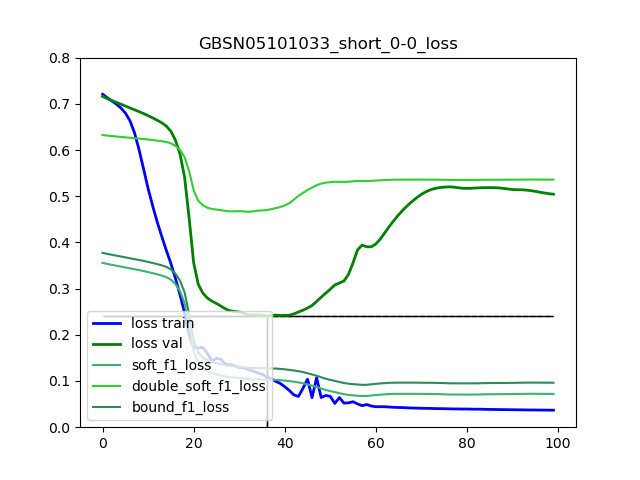 GBSN05101033_short_0-0_loss
0.8
0.7
0.6
0.5
0.4
0.3
0.2
0.1
0.0
loss train
loss val
soft_f1_loss
double_soft_f1_loss
bound_f1_loss
0 20 40 60 80 100